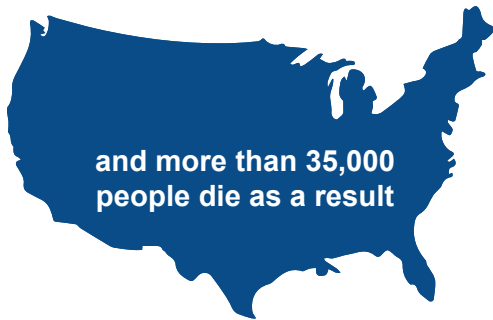 and more than 35,000
people die as a result